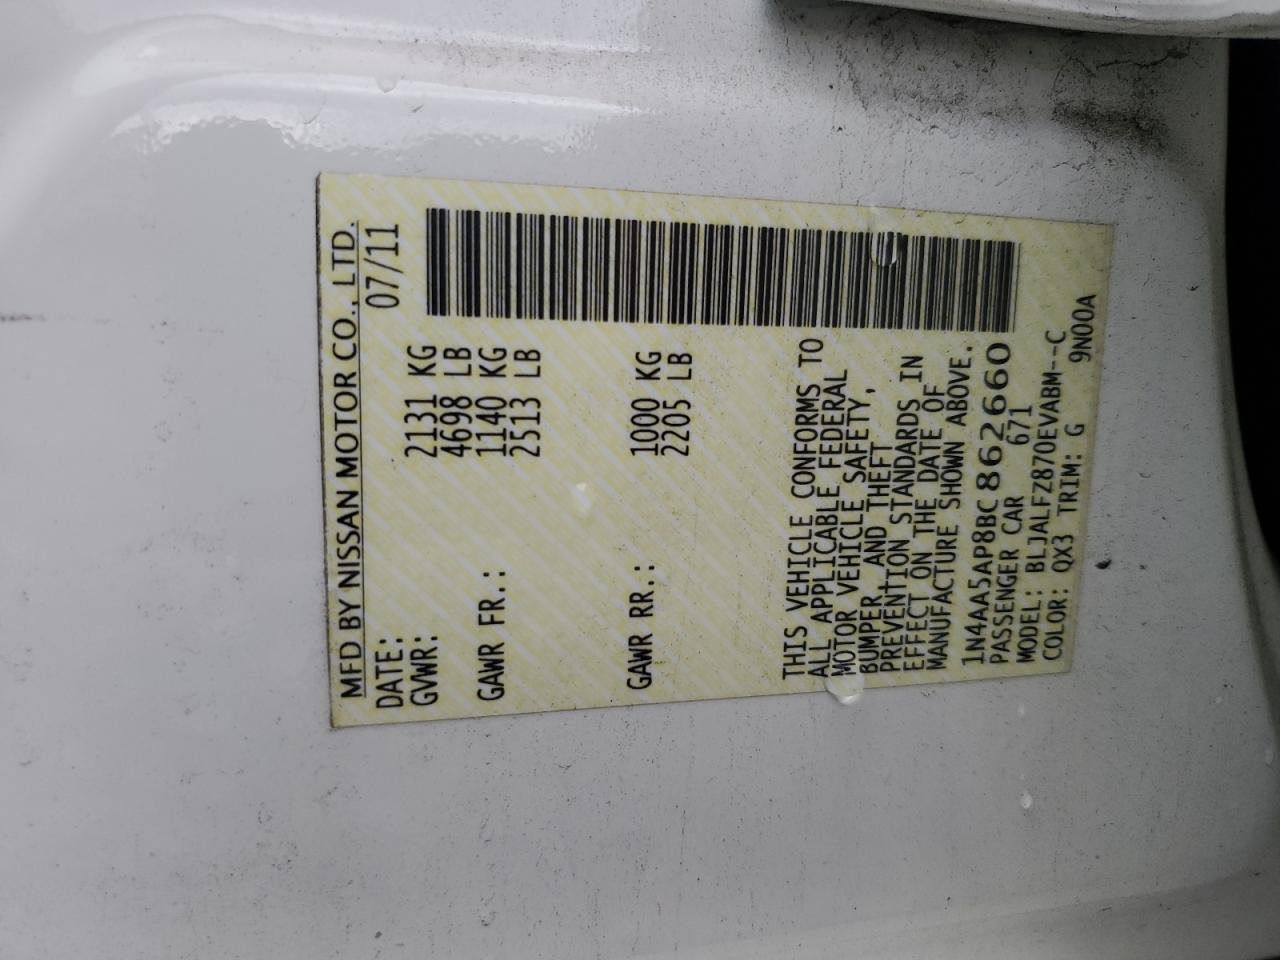 MFD BY NISSAN MOTOR CO., LTD.
DATE: 07/11
GVWR: 2131 KG
4698 LB
GAWR FR.: 1140 KG
2513 LB
GAWR RR.: 1000 KG
2205 LB
THIS VEHICLE CONFORMS TO
ALL APPLICABLE FEDERAL
MOTOR VEHICLE SAFETY,
BUMPER, AND THEFT
PREVENTION STANDARDS IN
EFFECT ON THE DATE OF
MANUFACTURE SHOWN ABOVE.
1N4AA5AP8BC862660
PASSENGER CAR 671
MODEL: BLJALFZ870EVABM--C
COLOR: QX3 TRIM: G 9N00A